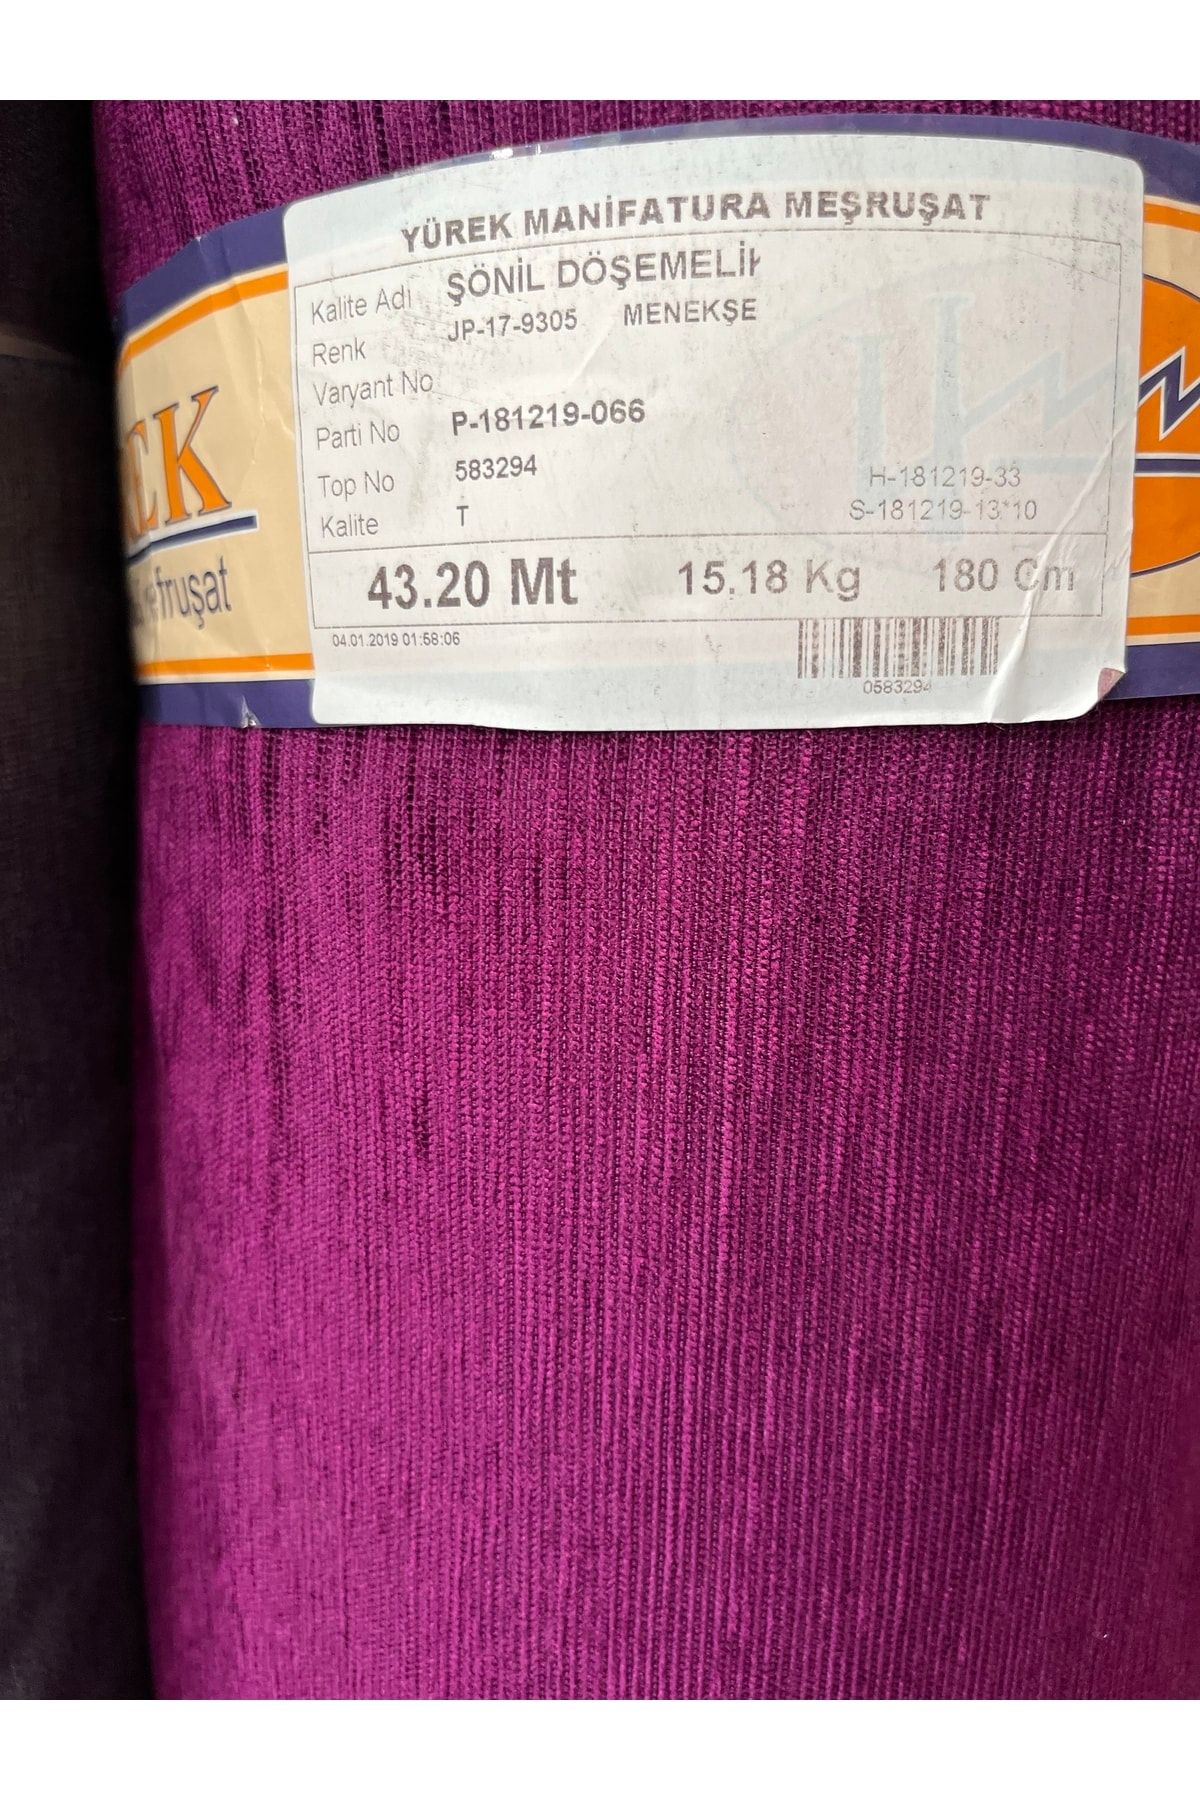 YÜREK MANİFATURA MEŞRUŞAT
Kalite Adı ŞÖNİL DÖŞEMELİK
Renk JP-17-9305 MENEKŞE
Varyant No
Parti No P-181219-066
Top No 583294 H-181219-33
Kalite T S-181219-13*10
43.20 Mt 15.18 Kg 180 Cm
04.01.2019 01:58:06
0583294
EK
fruşat